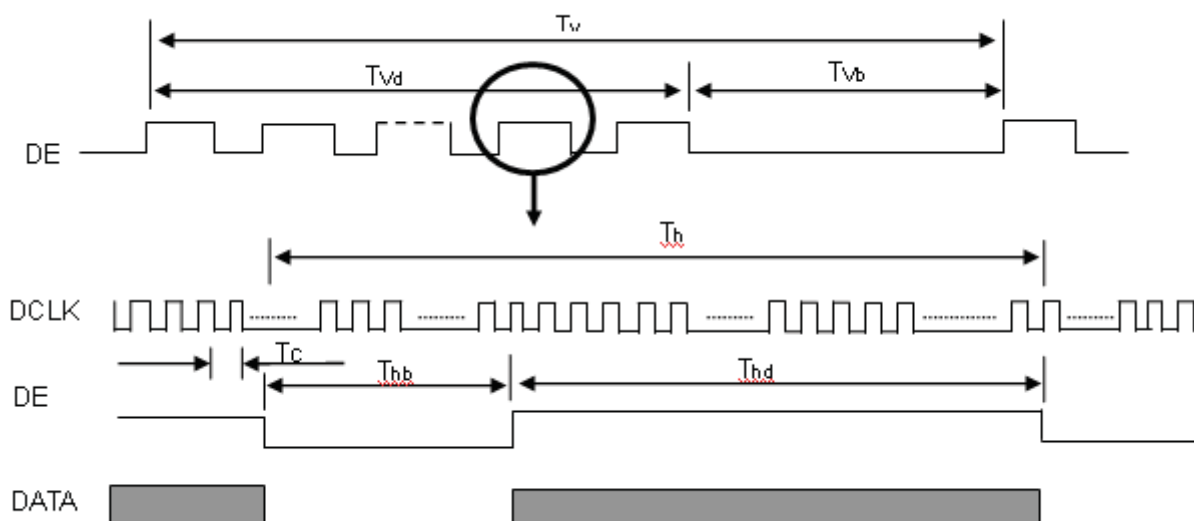 Tv
Tvd
Tvb
DE
Th
DCLK
Tc
Thb
Thd
DE
DATA